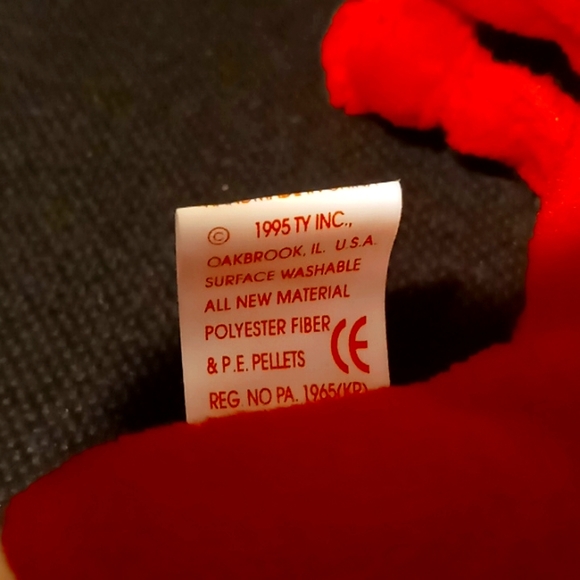 © 1995 TY INC.,
OAKBROOK, IL. U.S.A.
SURFACE WASHABLE
ALL NEW MATERIAL
POLYESTER FIBER
& P.E. PELLETS CE
REG. NO PA. 1965(KR)